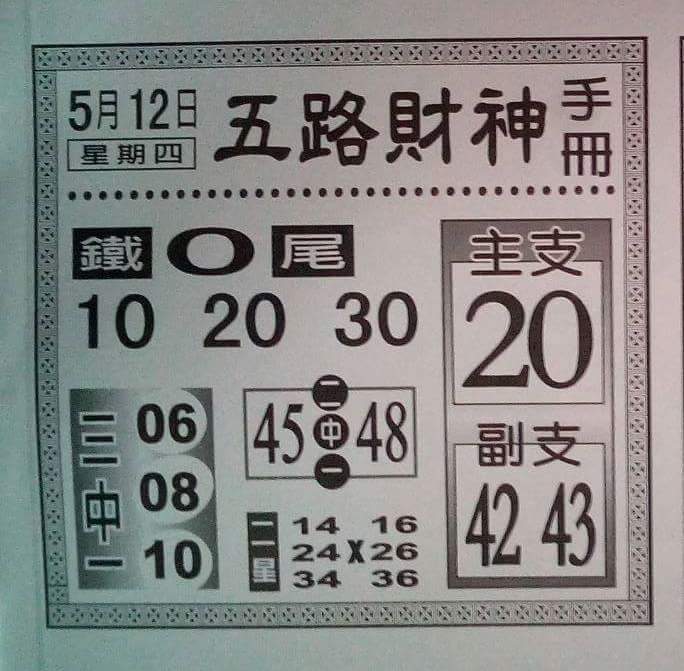 5月12日
星期四
五路財神
手冊
鐵0尾
10 20 30
主支
20
三中一
06
08
10
45 二中一 48
副支
42 43
二星
14 16
24 X 26
34 36